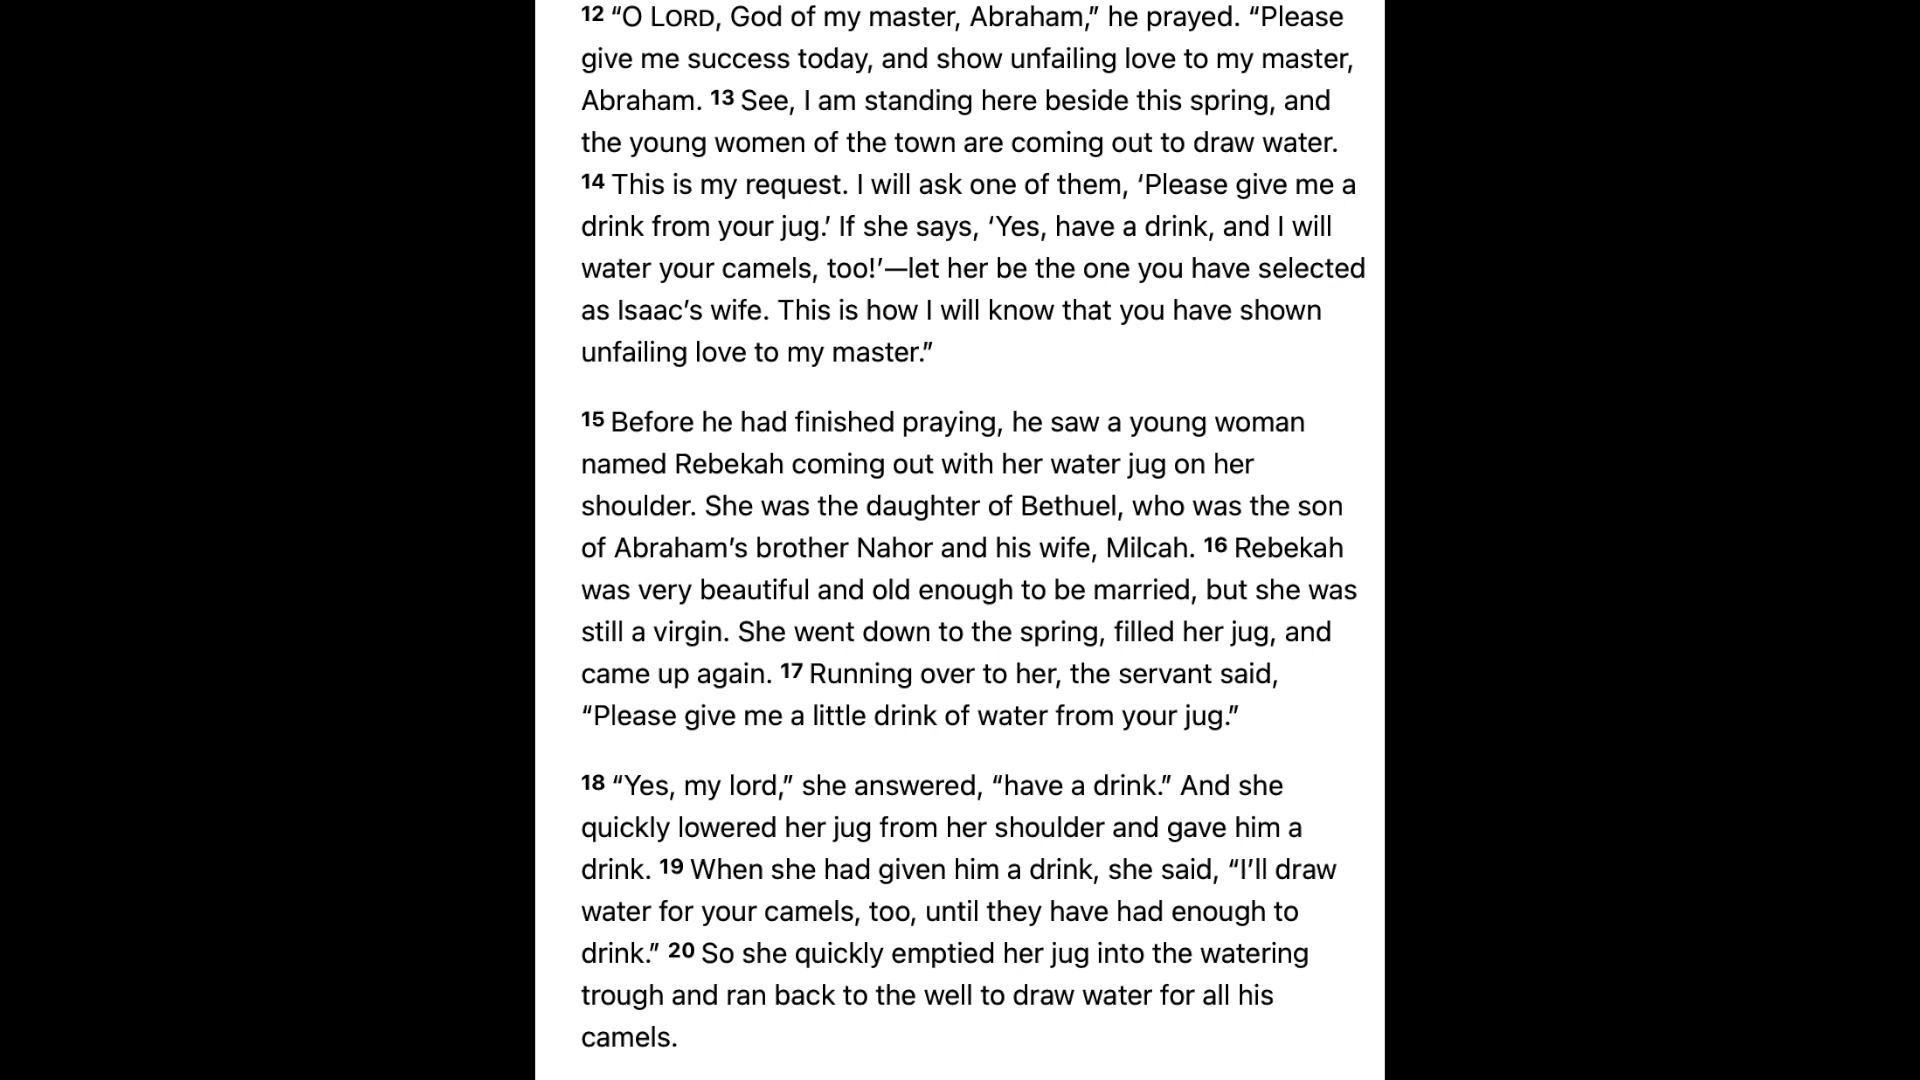 12 “O LORD, God of my master, Abraham,” he prayed. “Please
give me success today, and show unfailing love to my master,
Abraham. 13 See, I am standing here beside this spring, and
the young women of the town are coming out to draw water.
14 This is my request. I will ask one of them, ‘Please give me a
drink from your jug.’ If she says, ‘Yes, have a drink, and I will
water your camels, too!’—let her be the one you have selected
as Isaac’s wife. This is how I will know that you have shown
unfailing love to my master.”
15 Before he had finished praying, he saw a young woman
named Rebekah coming out with her water jug on her
shoulder. She was the daughter of Bethuel, who was the son
of Abraham’s brother Nahor and his wife, Milcah. 16 Rebekah
was very beautiful and old enough to be married, but she was
still a virgin. She went down to the spring, filled her jug, and
came up again. 17 Running over to her, the servant said,
“Please give me a little drink of water from your jug.”
18 “Yes, my lord,” she answered, “have a drink.” And she
quickly lowered her jug from her shoulder and gave him a
drink. 19 When she had given him a drink, she said, “I’ll draw
water for your camels, too, until they have had enough to
drink.” 20 So she quickly emptied her jug into the watering
trough and ran back to the well to draw water for all his
camels.